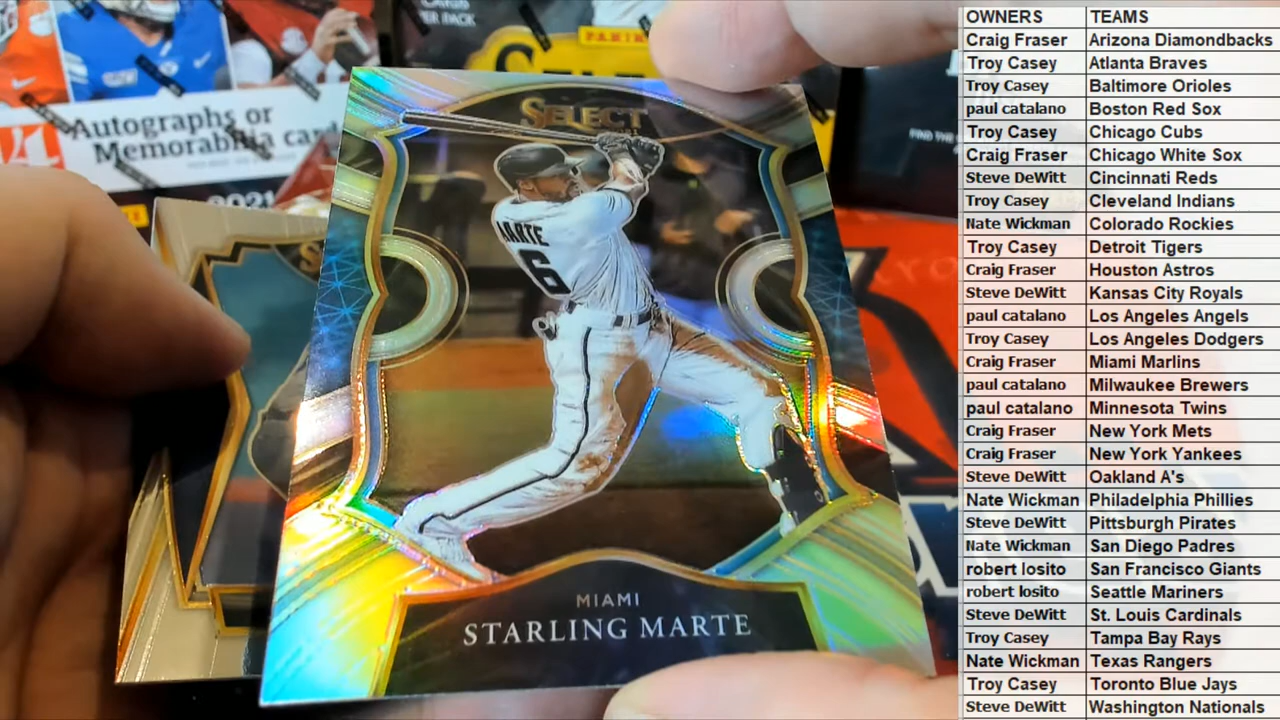 CARDS
PER PACK
PANINI
Autographs or
Memorabilia card
2021
SELECT
MARTE
6
MIAMI
STARLING MARTE
FIND THE
OWNERS TEAMS
Craig Fraser Arizona Diamondbacks
Troy Casey Atlanta Braves
Troy Casey Baltimore Orioles
paul catalano Boston Red Sox
Troy Casey Chicago Cubs
Craig Fraser Chicago White Sox
Steve DeWitt Cincinnati Reds
Troy Casey Cleveland Indians
Nate Wickman Colorado Rockies
Troy Casey Detroit Tigers
Craig Fraser Houston Astros
Steve DeWitt Kansas City Royals
paul catalano Los Angeles Angels
Troy Casey Los Angeles Dodgers
Craig Fraser Miami Marlins
paul catalano Milwaukee Brewers
paul catalano Minnesota Twins
Craig Fraser New York Mets
Craig Fraser New York Yankees
Steve DeWitt Oakland A's
Nate Wickman Philadelphia Phillies
Steve DeWitt Pittsburgh Pirates
Nate Wickman San Diego Padres
robert losito San Francisco Giants
robert losito Seattle Mariners
Steve DeWitt St. Louis Cardinals
Troy Casey Tampa Bay Rays
Nate Wickman Texas Rangers
Troy Casey Toronto Blue Jays
Steve DeWitt Washington Nationals